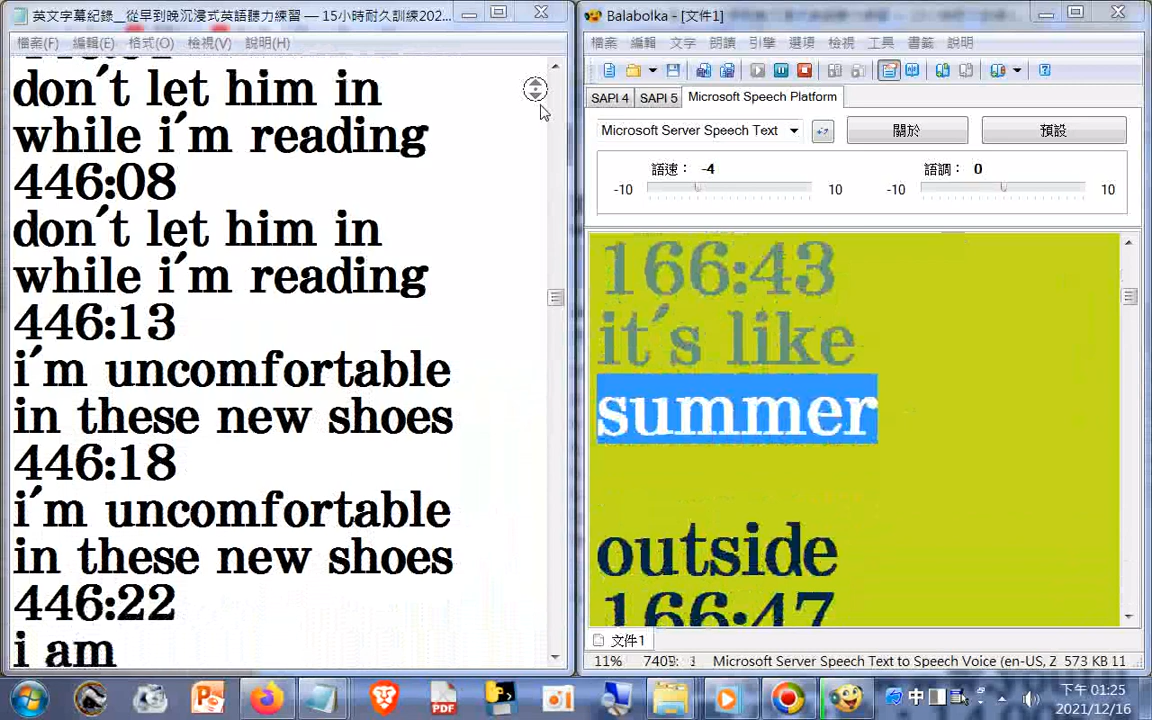 英文字幕紀錄__從早到晚沉浸式英語聽力練習 — 15小時耐久訓練202...
檔案(F) 編輯(E) 格式(O) 檢視(V) 說明(H)
don't let him in
while i'm reading
446:08
don't let him in
while i'm reading
446:13
i'm uncomfortable
in these new shoes
446:18
i'm uncomfortable
in these new shoes
446:22
i am
Balabolka - [文件1]
檔案 編輯 文字 朗讀 引擎 選項 檢視 工具 書籤 說明
SAPI 4 SAPI 5 Microsoft Speech Platform
Microsoft Server Speech Text 關於 預設
語速： -4 語調： 0
-10 10 -10 10
166:43
it's like
summer
outside
166:47
文件1
11% Microsoft Server Speech Text to Speech Voice (en-US, Z 573 KB 11
中 下午 01:25
2021/12/16